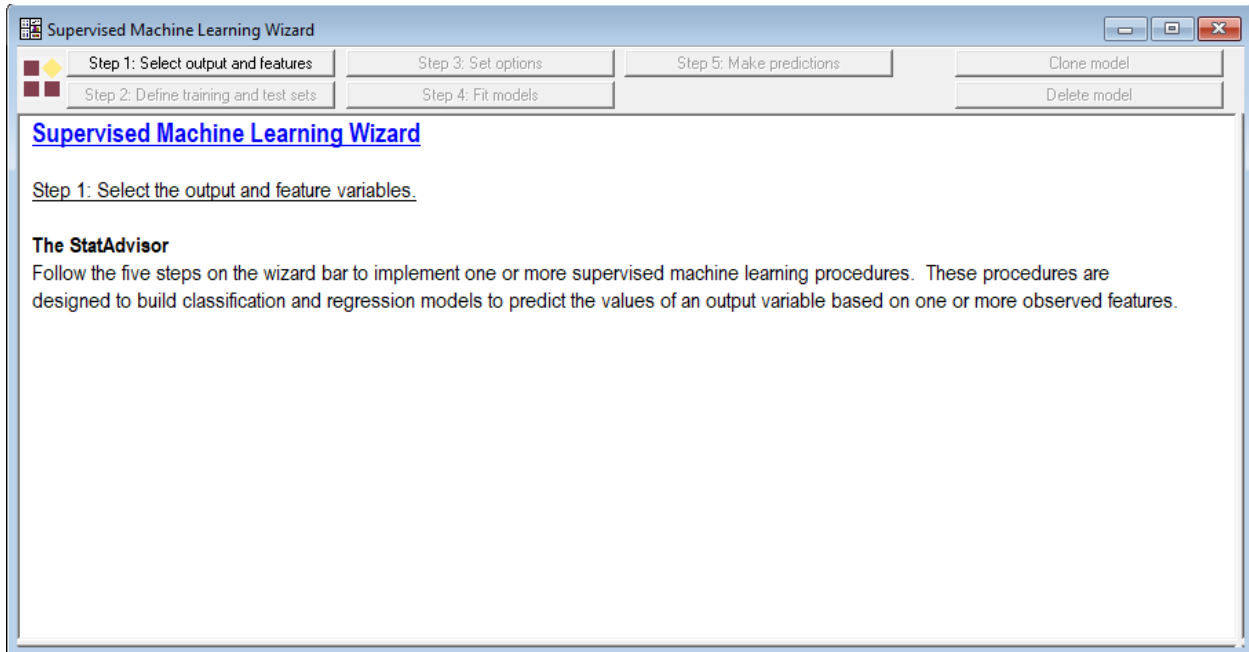 Supervised Machine Learning Wizard
Step 1: Select output and features
Step 3: Set options
Step 5: Make predictions
Clone model
Step 2: Define training and test sets
Step 4: Fit models
Delete model
Supervised Machine Learning Wizard
Step 1: Select the output and feature variables.
The StatAdvisor
Follow the five steps on the wizard bar to implement one or more supervised machine learning procedures.  These procedures are
designed to build classification and regression models to predict the values of an output variable based on one or more observed features.